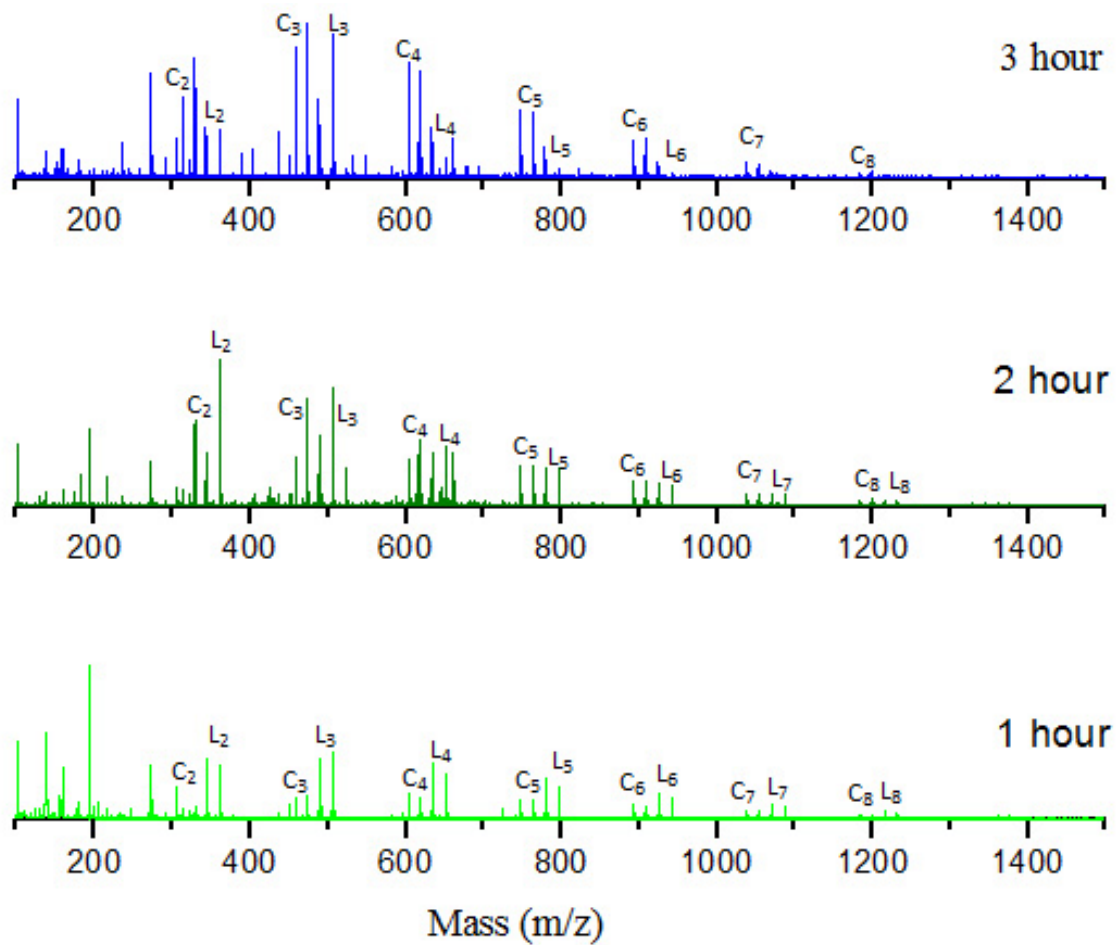 C₃ L₃
C₂ C₄ 3 hour
L₂ L₄ C₅ L₅ C₆ L₆ C₇ C₈
200 400 600 800 1000 1200 1400
L₂ 2 hour
C₂ C₃ L₃ C₄ L₄ C₅ L₅ C₆ L₆ C₇ L₇ C₈ L₈
200 400 600 800 1000 1200 1400
L₂ L₃ L₄ 1 hour
C₂ C₃ C₄ C₅ L₅ C₆ L₆ C₇ L₇ C₈ L₈
200 400 600 800 1000 1200 1400
Mass (m/z)